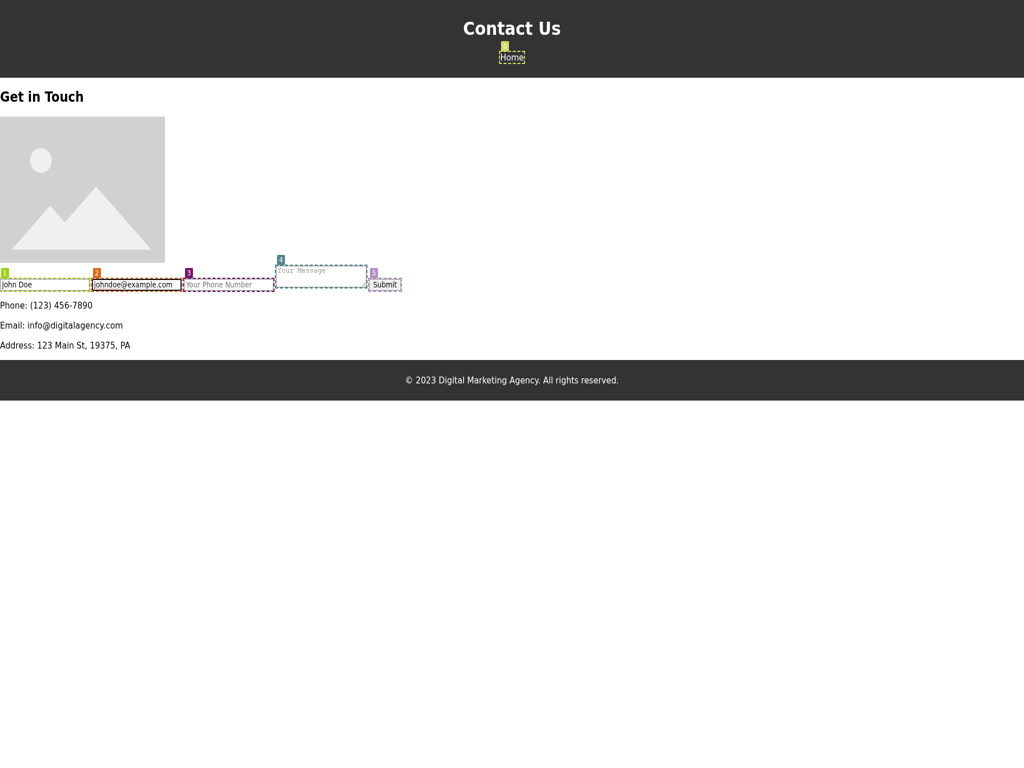 Contact Us
0
Home
Get in Touch
1 2 3 4 5
John Doe johndoe@example.com Your Phone Number Your Message Submit
Phone: (123) 456-7890
Email: info@digitalagency.com
Address: 123 Main St, 19375, PA
© 2023 Digital Marketing Agency. All rights reserved.